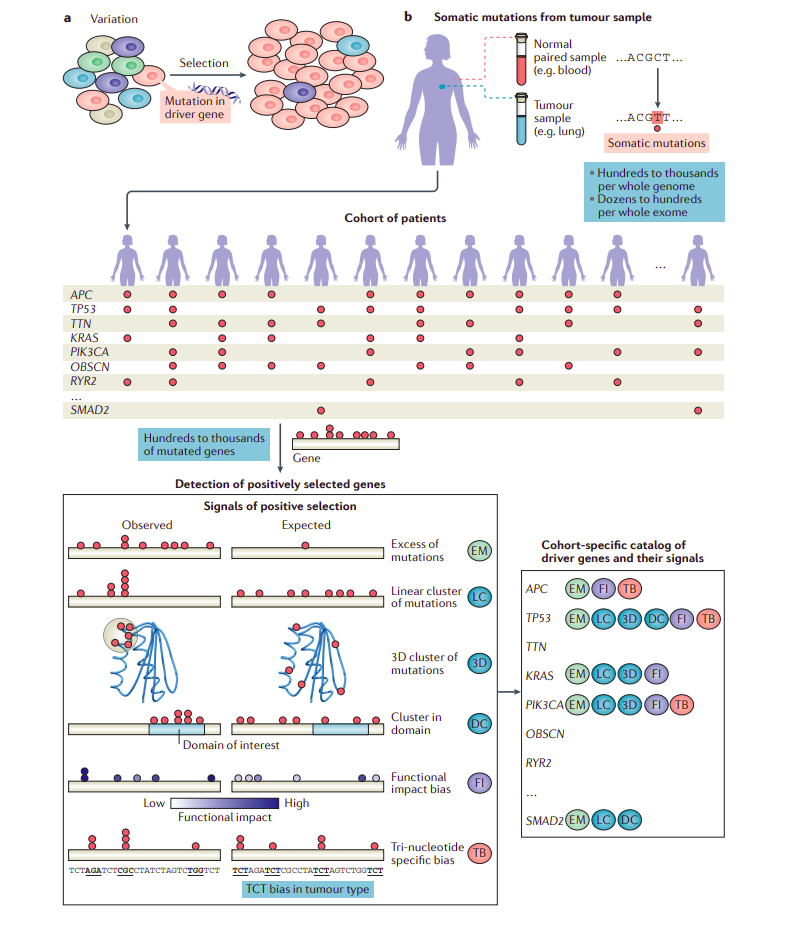 a
Variation
Selection
Mutation in
driver gene
b
Somatic mutations from tumour sample
Normal
paired sample
(e.g. blood)
Tumour
sample
(e.g. lung)
...ACGCT...
...ACGTT...
Somatic mutations
• Hundreds to thousands
per whole genome
• Dozens to hundreds
per whole exome
Cohort of patients
...
APC
TP53
TTN
KRAS
PIK3CA
OBSCN
RYR2
...
SMAD2
Hundreds to thousands
of mutated genes
Gene
Detection of positively selected genes
Signals of positive selection
Observed
Expected
Excess of
mutations
EM
Linear cluster
of mutations
LC
3D cluster of
mutations
3D
Cluster in
domain
DC
Domain of interest
Functional
impact bias
FI
Low
High
Functional impact
Tri-nucleotide
specific bias
TB
TCTAGATCTCGCCTATCTAGTCTGGTCT
TCTAGATCTCGCCTATCTAGTCTGGTCT
TCT bias in tumour type
Cohort-specific catalog of
driver genes and their signals
APC EM FI TB
TP53 EM LC 3D DC FI TB
TTN
KRAS EM LC 3D FI
PIK3CA EM LC 3D FI TB
OBSCN
RYR2
...
SMAD2 EM LC DC